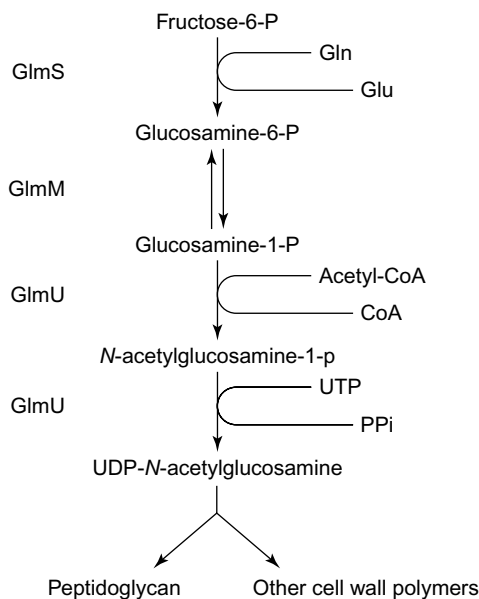 Fructose-6-P
Gln
GlmS
Glu
Glucosamine-6-P
GlmM
Glucosamine-1-P
Acetyl-CoA
GlmU
CoA
N-acetylglucosamine-1-p
UTP
GlmU
PPi
UDP-N-acetylglucosamine
Peptidoglycan Other cell wall polymers